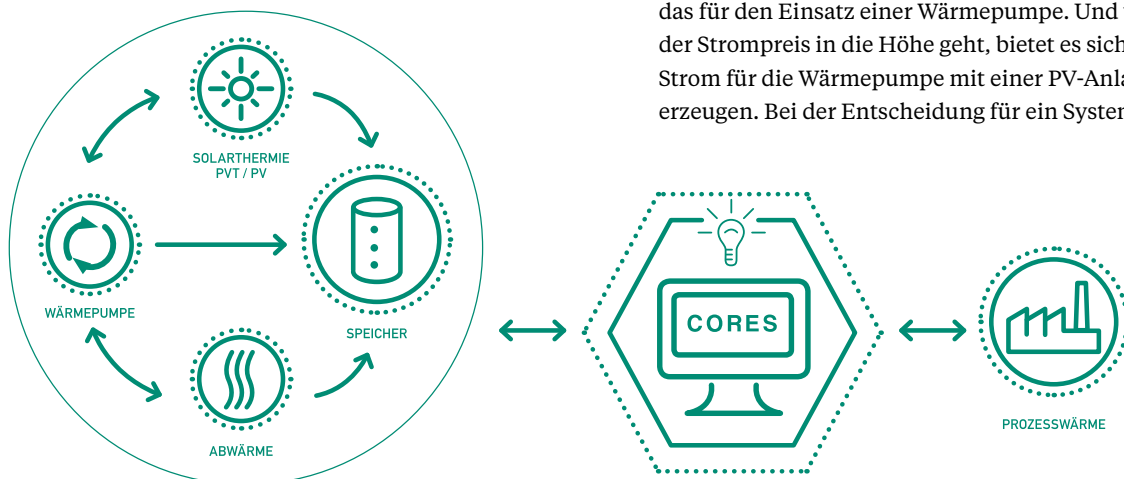 das für den Einsatz einer Wärmepumpe. Und
der Strompreis in die Höhe geht, bietet es sich
Strom für die Wärmepumpe mit einer PV-Anla
erzeugen. Bei der Entscheidung für ein System
SOLARTHERMIE
PVT / PV
WÄRMEPUMPE
SPEICHER
ABWÄRME
CORES
PROZESSWÄRME